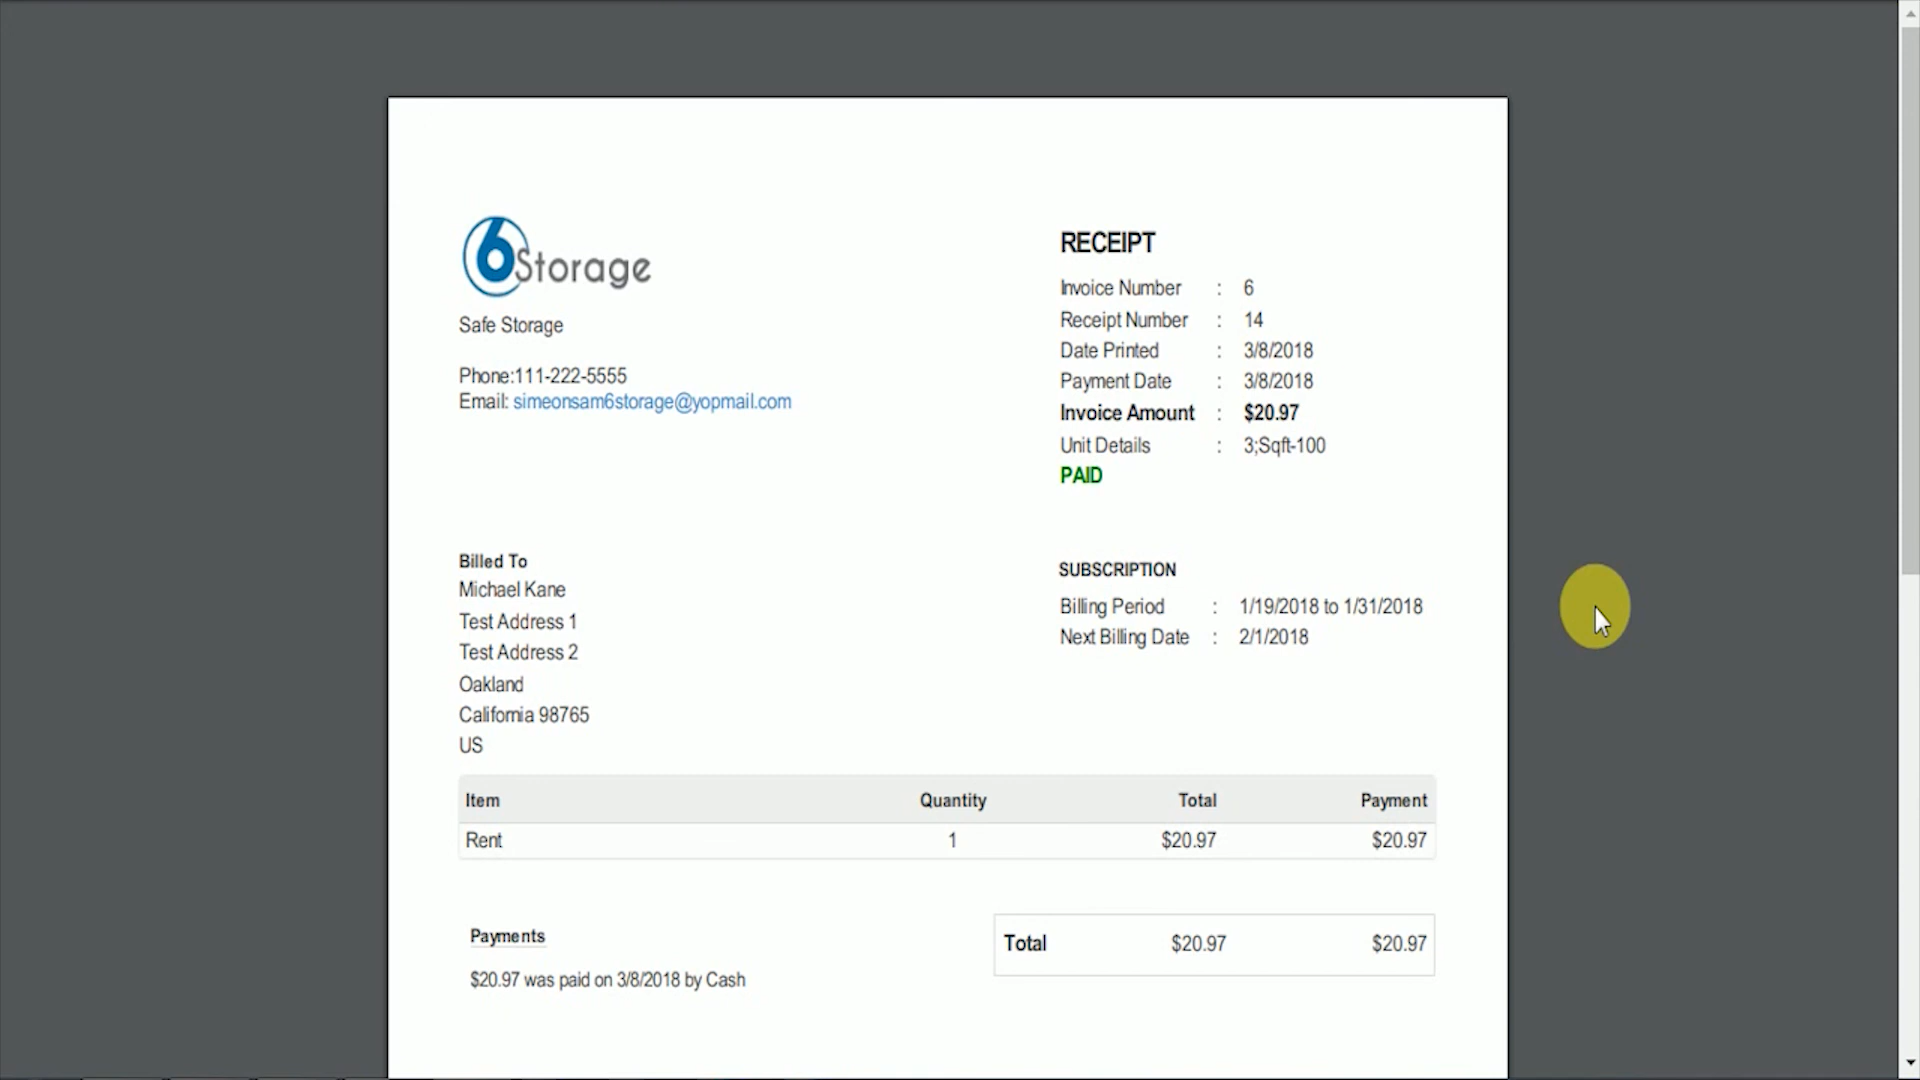 6Storage
Safe Storage
Phone:111-222-5555
Email: simeonsam6storage@yopmail.com
RECEIPT
Invoice Number : 6
Receipt Number : 14
Date Printed : 3/8/2018
Payment Date : 3/8/2018
Invoice Amount : $20.97
Unit Details : 3;Sqft-100
PAID
Billed To
Michael Kane
Test Address 1
Test Address 2
Oakland
California 98765
US
SUBSCRIPTION
Billing Period : 1/19/2018 to 1/31/2018
Next Billing Date : 2/1/2018
Item Quantity Total Payment
Rent 1 $20.97 $20.97
Payments
$20.97 was paid on 3/8/2018 by Cash
Total $20.97 $20.97